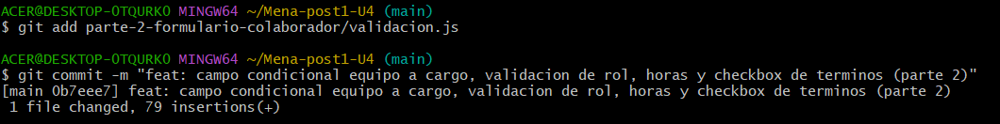 ACER@DESKTOP-OTQURKO MINGW64 ~/Mena-post1-U4 (main)
$ git add parte-2-formulario-colaborador/validacion.js
ACER@DESKTOP-OTQURKO MINGW64 ~/Mena-post1-U4 (main)
$ git commit -m "feat: campo condicional equipo a cargo, validacion de rol, horas y checkbox de terminos (parte 2)"
[main 0b7eee7] feat: campo condicional equipo a cargo, validacion de rol, horas y checkbox de terminos (parte 2)
 1 file changed, 79 insertions(+)